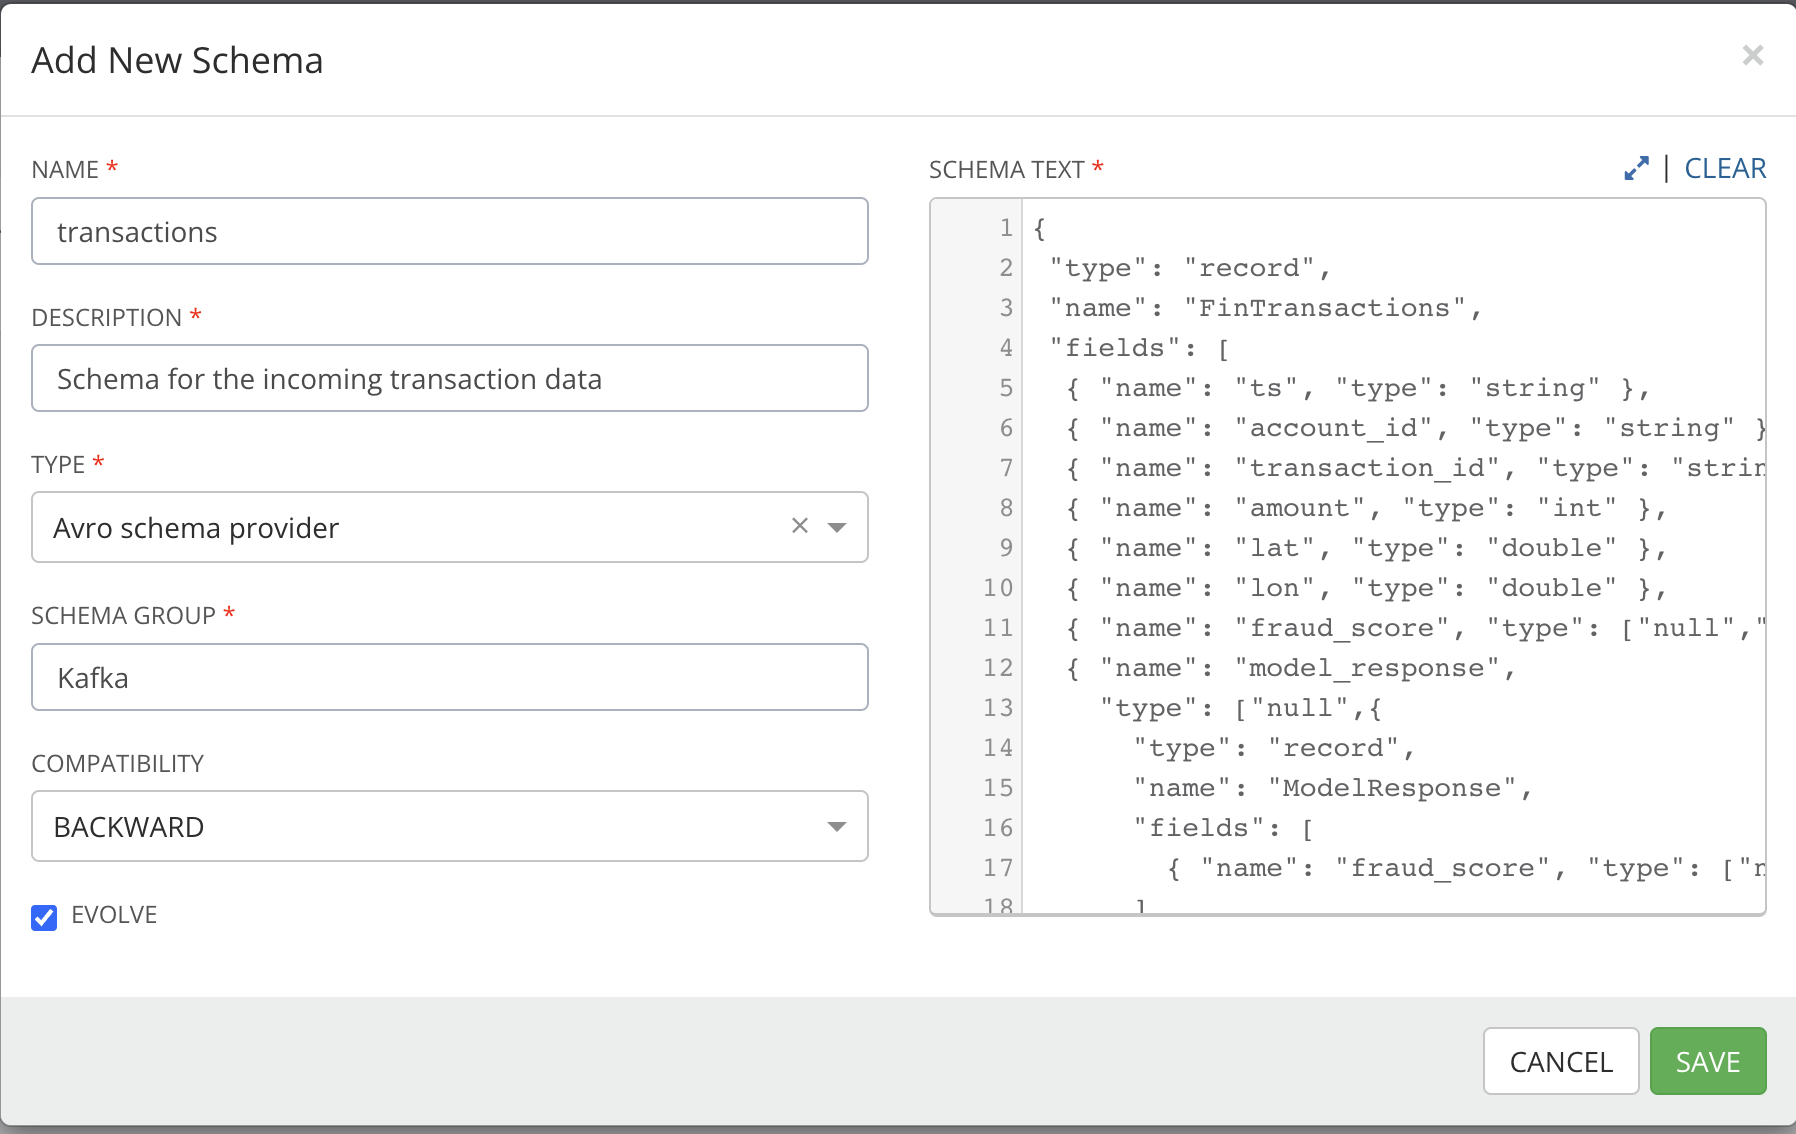 Add New Schema
×
NAME *
transactions
DESCRIPTION *
Schema for the incoming transaction data
TYPE *
Avro schema provider
SCHEMA GROUP *
Kafka
COMPATIBILITY
BACKWARD
EVOLVE
SCHEMA TEXT *
| CLEAR
1 {
2 "type": "record",
3 "name": "FinTransactions",
4 "fields": [
5 { "name": "ts", "type": "string" },
6 { "name": "account_id", "type": "string" }
7 { "name": "transaction_id", "type": "strin
8 { "name": "amount", "type": "int" },
9 { "name": "lat", "type": "double" },
10 { "name": "lon", "type": "double" },
11 { "name": "fraud_score", "type": ["null","
12 { "name": "model_response",
13 "type": ["null",{
14 "type": "record",
15 "name": "ModelResponse",
16 "fields": [
17 { "name": "fraud_score", "type": ["n
18 ]
CANCEL
SAVE